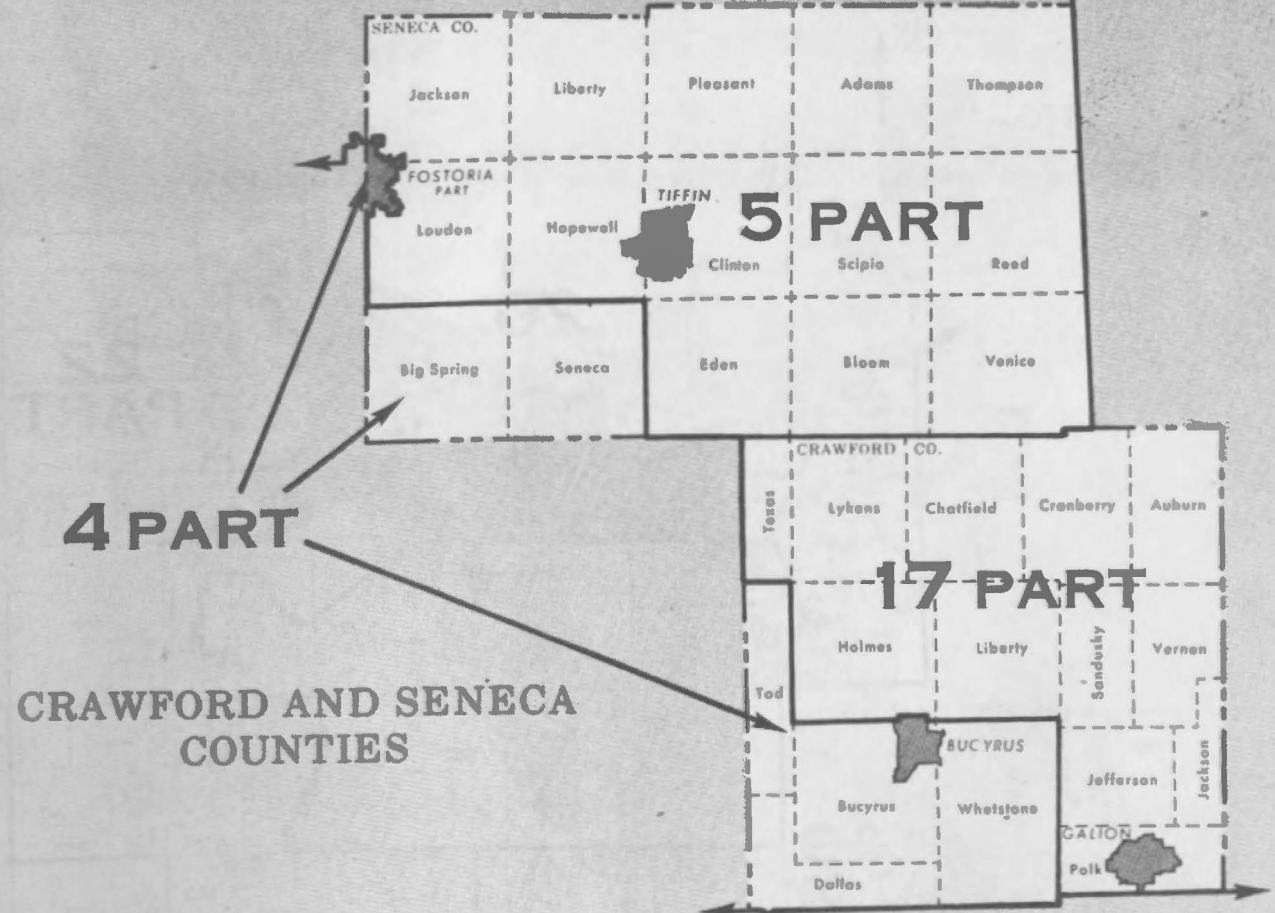 SENECA CO.
Jackson
Liberty
Pleasant
Adams
Thompson
FOSTORIA
PART
TIFFIN
5 PART
Loudon
Hopewell
Clinton
Scipio
Reed
Big Spring
Seneca
Eden
Bloom
Venice
4 PART
CRAWFORD CO.
Texas
Lykens
Chatfield
Cranberry
Auburn
17 PART
Holmes
Liberty
Sandusky
Vernon
Tod
CRAWFORD AND SENECA
COUNTIES
BUCYRUS
Bucyrus
Whetstone
Jefferson
Jackson
GALION
Polk
Dallas